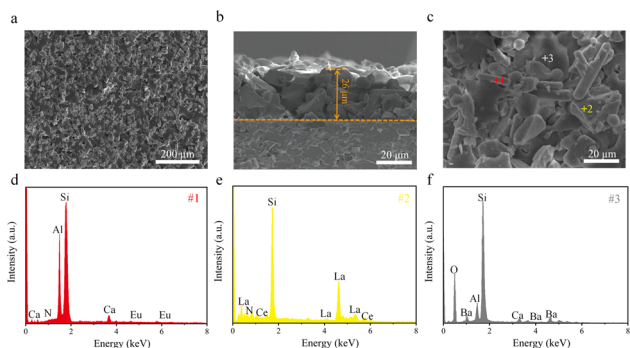 a
b
c
200 μm
26 μm
20 μm
+1
+2
+3
20 μm
d
e
f
#1
Intensity (a.u.)
Si
Al
Ca
N
Ca
Eu
Eu
0 2 4 6 8
Energy (keV)
#2
Intensity (a.u.)
Si
La
La
N
Ce
La
La
Ce
0 2 4 6 8
Energy (keV)
#3
Intensity (a.u.)
Si
O
Al
Ba
Ca
Ba
Ba
0 2 4 6 8
Energy (keV)